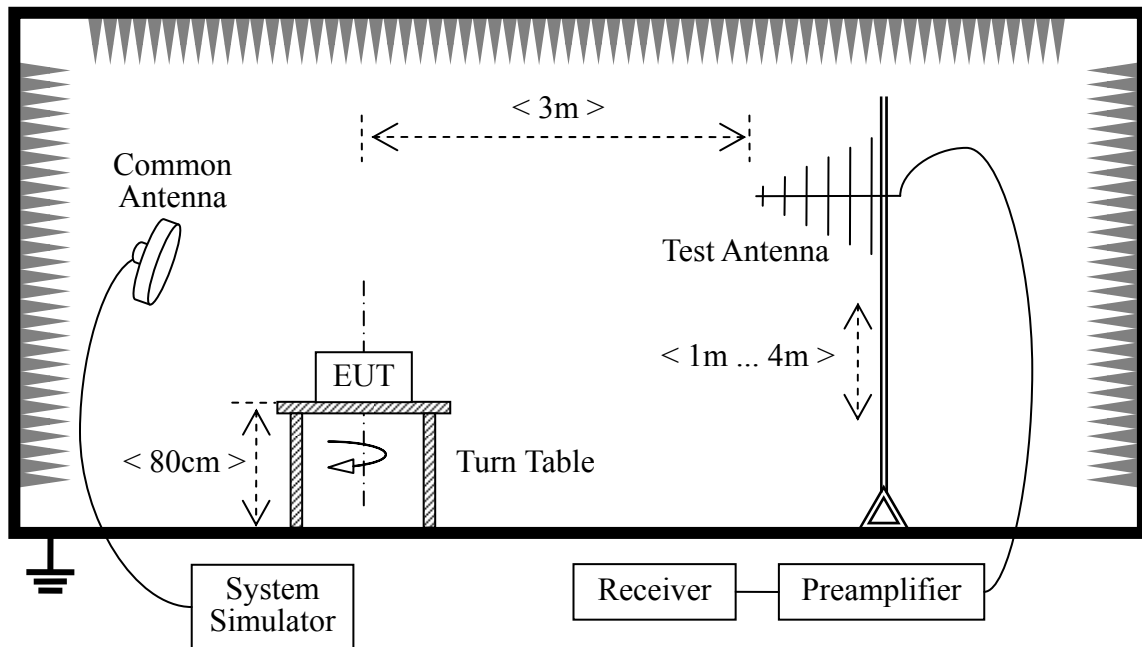 < 3m >
Common
Antenna
Test Antenna
< 1m ... 4m >
EUT
< 80cm >
Turn Table
System
Simulator
Receiver
Preamplifier